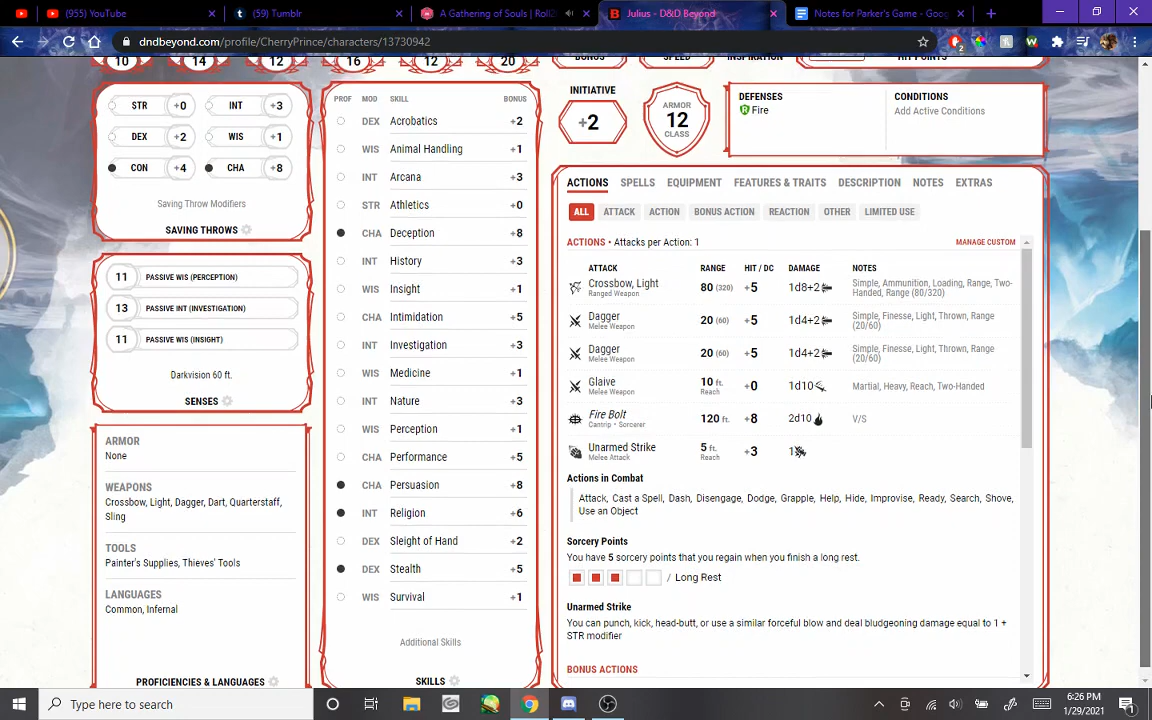 (955) YouTube
(59) Tumblr
A Gathering of Souls | Roll2
Julius - D&D Beyond
Notes for Parker's Game - Goog
dndbeyond.com/profile/CherryPrince/characters/13730942
2
10
14
12
16
12
20
BONUS
SPEED
INSPIRATION
HIT POINTS
STR +0 INT +3
DEX +2 WIS +1
CON +4 CHA +8
Saving Throw Modifiers
SAVING THROWS
11 PASSIVE WIS (PERCEPTION)
13 PASSIVE INT (INVESTIGATION)
11 PASSIVE WIS (INSIGHT)
Darkvision 60 ft.
SENSES
ARMOR
None
WEAPONS
Crossbow, Light, Dagger, Dart, Quarterstaff,
Sling
TOOLS
Painter's Supplies, Thieves' Tools
LANGUAGES
Common, Infernal
PROFICIENCIES & LANGUAGES
PROF MOD SKILL BONUS
DEX Acrobatics +2
WIS Animal Handling +1
INT Arcana +3
STR Athletics +0
CHA Deception +8
INT History +3
WIS Insight +1
CHA Intimidation +5
INT Investigation +3
WIS Medicine +1
INT Nature +3
WIS Perception +1
CHA Performance +5
CHA Persuasion +8
INT Religion +6
DEX Sleight of Hand +2
DEX Stealth +5
WIS Survival +1
Additional Skills
SKILLS
INITIATIVE
+2
ARMOR
12
CLASS
DEFENSES
Fire
CONDITIONS
Add Active Conditions
ACTIONS SPELLS EQUIPMENT FEATURES & TRAITS DESCRIPTION NOTES EXTRAS
ALL ATTACK ACTION BONUS ACTION REACTION OTHER LIMITED USE
ACTIONS • Attacks per Action: 1 MANAGE CUSTOM
ATTACK RANGE HIT / DC DAMAGE NOTES
Crossbow, Light 80 (320) +5 1d8+2 Simple, Ammunition, Loading, Range, Two-
Ranged Weapon Handed, Range (80/320)
Dagger 20 (60) +5 1d4+2 Simple, Finesse, Light, Thrown, Range
Melee Weapon (20/60)
Dagger 20 (60) +5 1d4+2 Simple, Finesse, Light, Thrown, Range
Melee Weapon (20/60)
Glaive 10 ft. +0 1d10 Martial, Heavy, Reach, Two-Handed
Melee Weapon Reach
Fire Bolt 120 ft. +8 2d10 V/S
Cantrip • Sorcerer
Unarmed Strike 5 ft. +3 1
Melee Attack Reach
Actions in Combat
Attack, Cast a Spell, Dash, Disengage, Dodge, Grapple, Help, Hide, Improvise, Ready, Search, Shove,
Use an Object
Sorcery Points
You have 5 sorcery points that you regain when you finish a long rest.
/ Long Rest
Unarmed Strike
You can punch, kick, head-butt, or use a similar forceful blow and deal bludgeoning damage equal to 1 +
STR modifier
BONUS ACTIONS
Type here to search
6:26 PM
1/29/2021
1